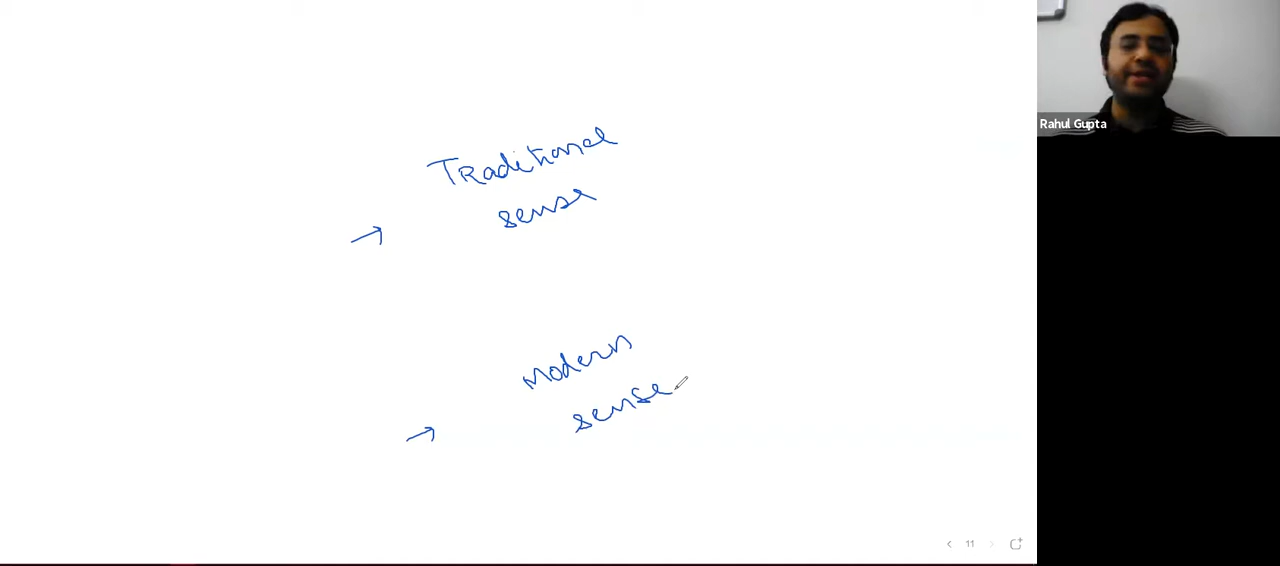 Traditional
sense
→
Modern
sense
→
Rahul Gupta
11